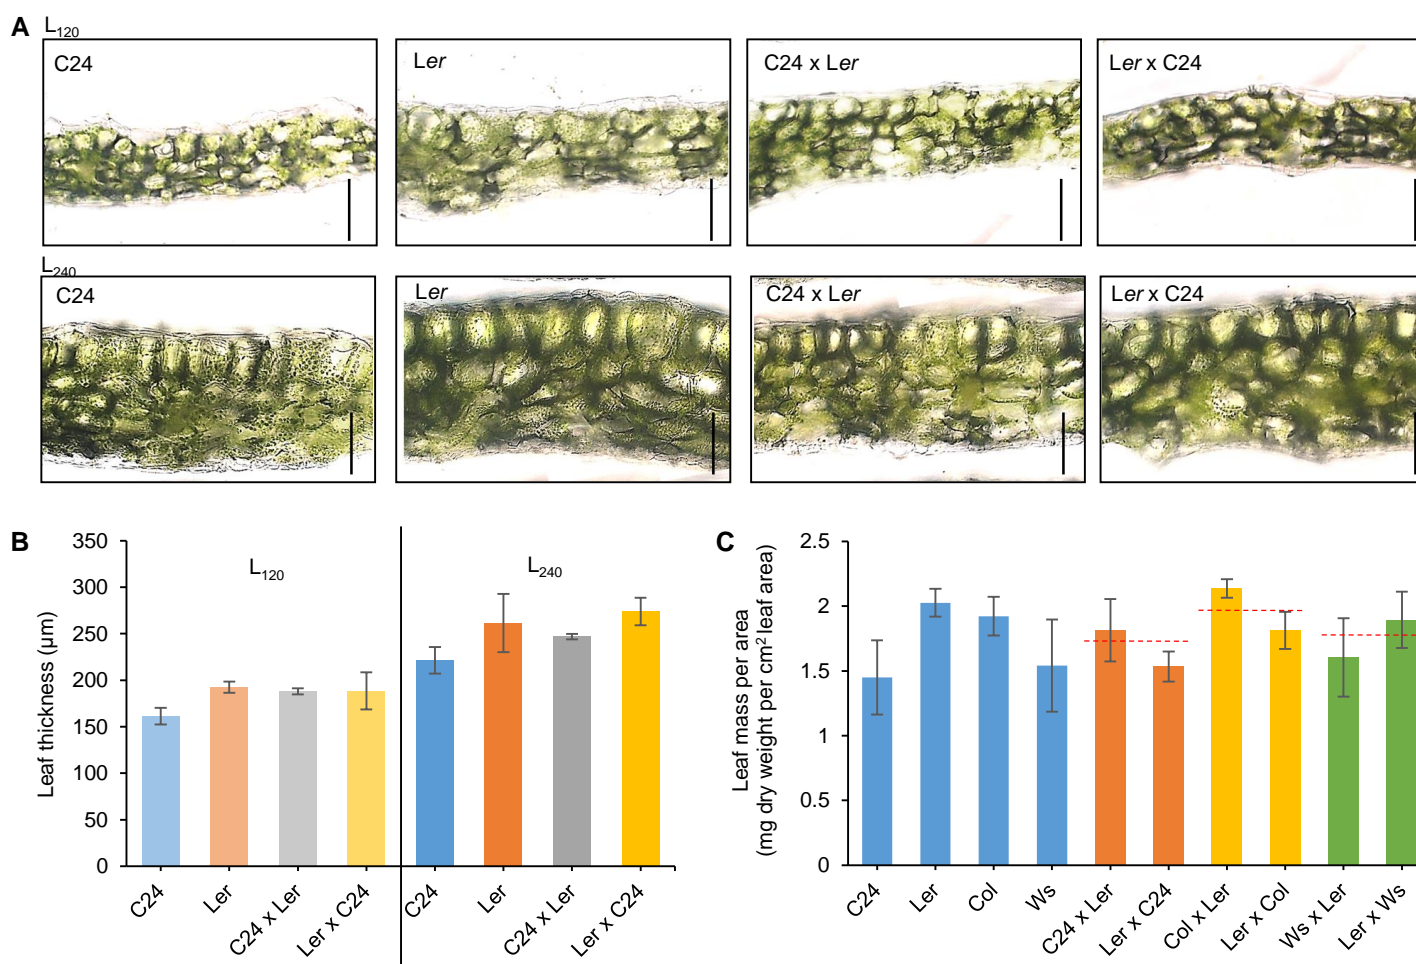 A
L120
C24
Ler
C24 x Ler
Ler x C24
L240
C24
Ler
C24 x Ler
Ler x C24
B
Leaf thickness (µm)
350
300
250
200
150
100
50
0
L120
L240
C24
Ler
C24 x Ler
Ler x C24
C24
Ler
C24 x Ler
Ler x C24
C
Leaf mass per area
(mg dry weight per cm² leaf area)
2.5
2
1.5
1
0.5
0
C24
Ler
Col
Ws
C24 x Ler
Ler x C24
Col x Ler
Ler x Col
Ws x Ler
Ler x Ws